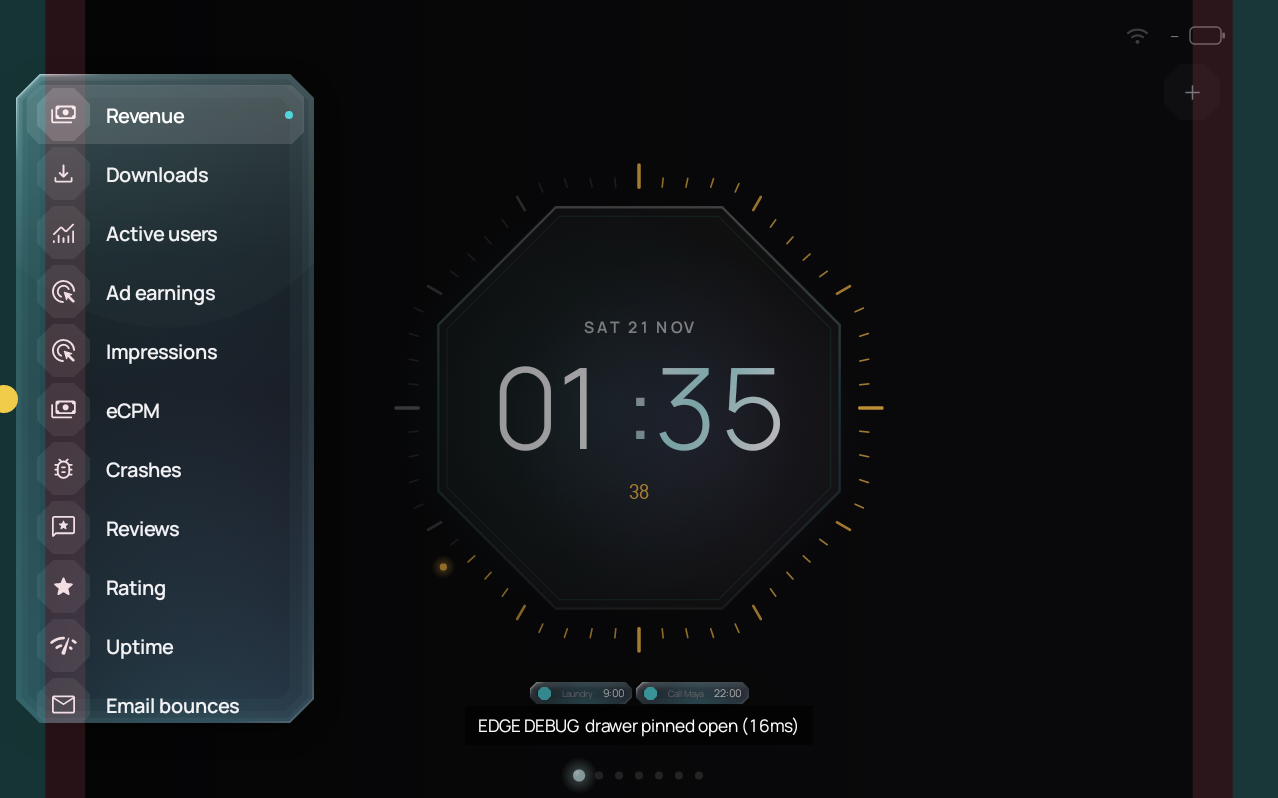 Revenue
Downloads
Active users
Ad earnings
Impressions
eCPM
Crashes
Reviews
Rating
Uptime
Email bounces
–
+
SAT 21 NOV
01 :35
38
Laundry 9:00
Call Maya 22:00
EDGE DEBUG drawer pinned open (16ms)